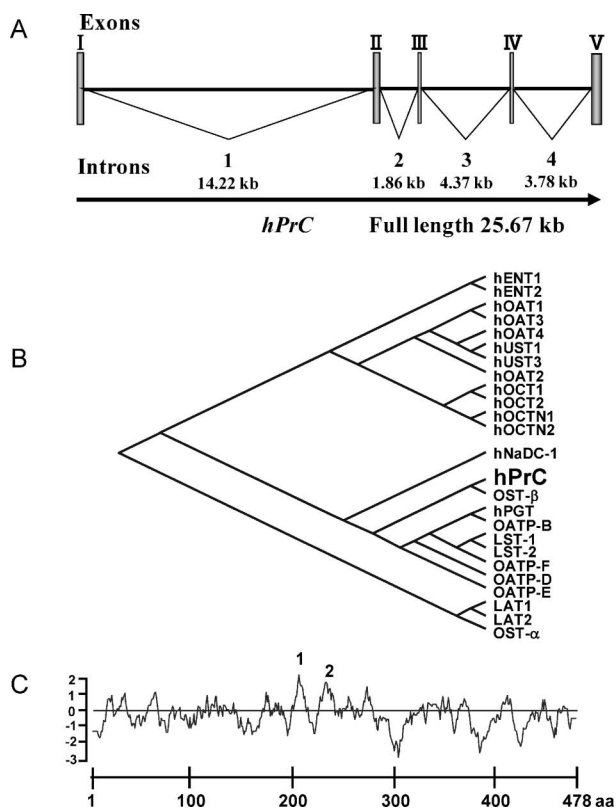 A
Exons
I II III IV V
1 2 3 4
Introns
14.22 kb 1.86 kb 4.37 kb 3.78 kb
hPrC Full length 25.67 kb
B
hENT1
hENT2
hOAT1
hOAT3
hOAT4
hUST1
hUST3
hOAT2
hOCT1
hOCT2
hOCTN1
hOCTN2
hNaDC-1
hPrC
OST-β
hPGT
OATP-B
LST-1
LST-2
OATP-F
OATP-D
OATP-E
LAT1
LAT2
OST-α
C
1 2
2
1
0
-1
-2
-3
1 100 200 300 400 478 aa